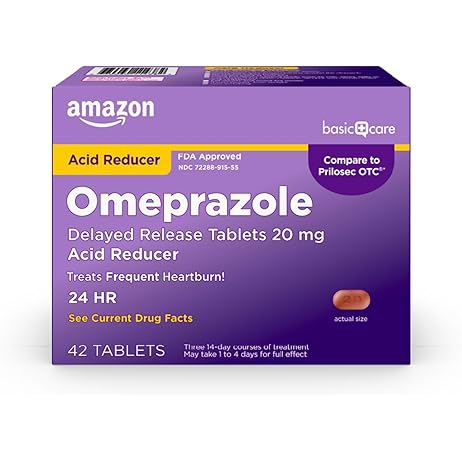 amazon
basic care
Acid Reducer
FDA Approved
NDC 72288-915-55
Compare to
Prilosec OTC®*
Omeprazole
Delayed Release Tablets 20 mg
Acid Reducer
Treats Frequent Heartburn!
24 HR
See Current Drug Facts
actual size
42 TABLETS
Three 14-day courses of treatment
May take 1 to 4 days for full effect